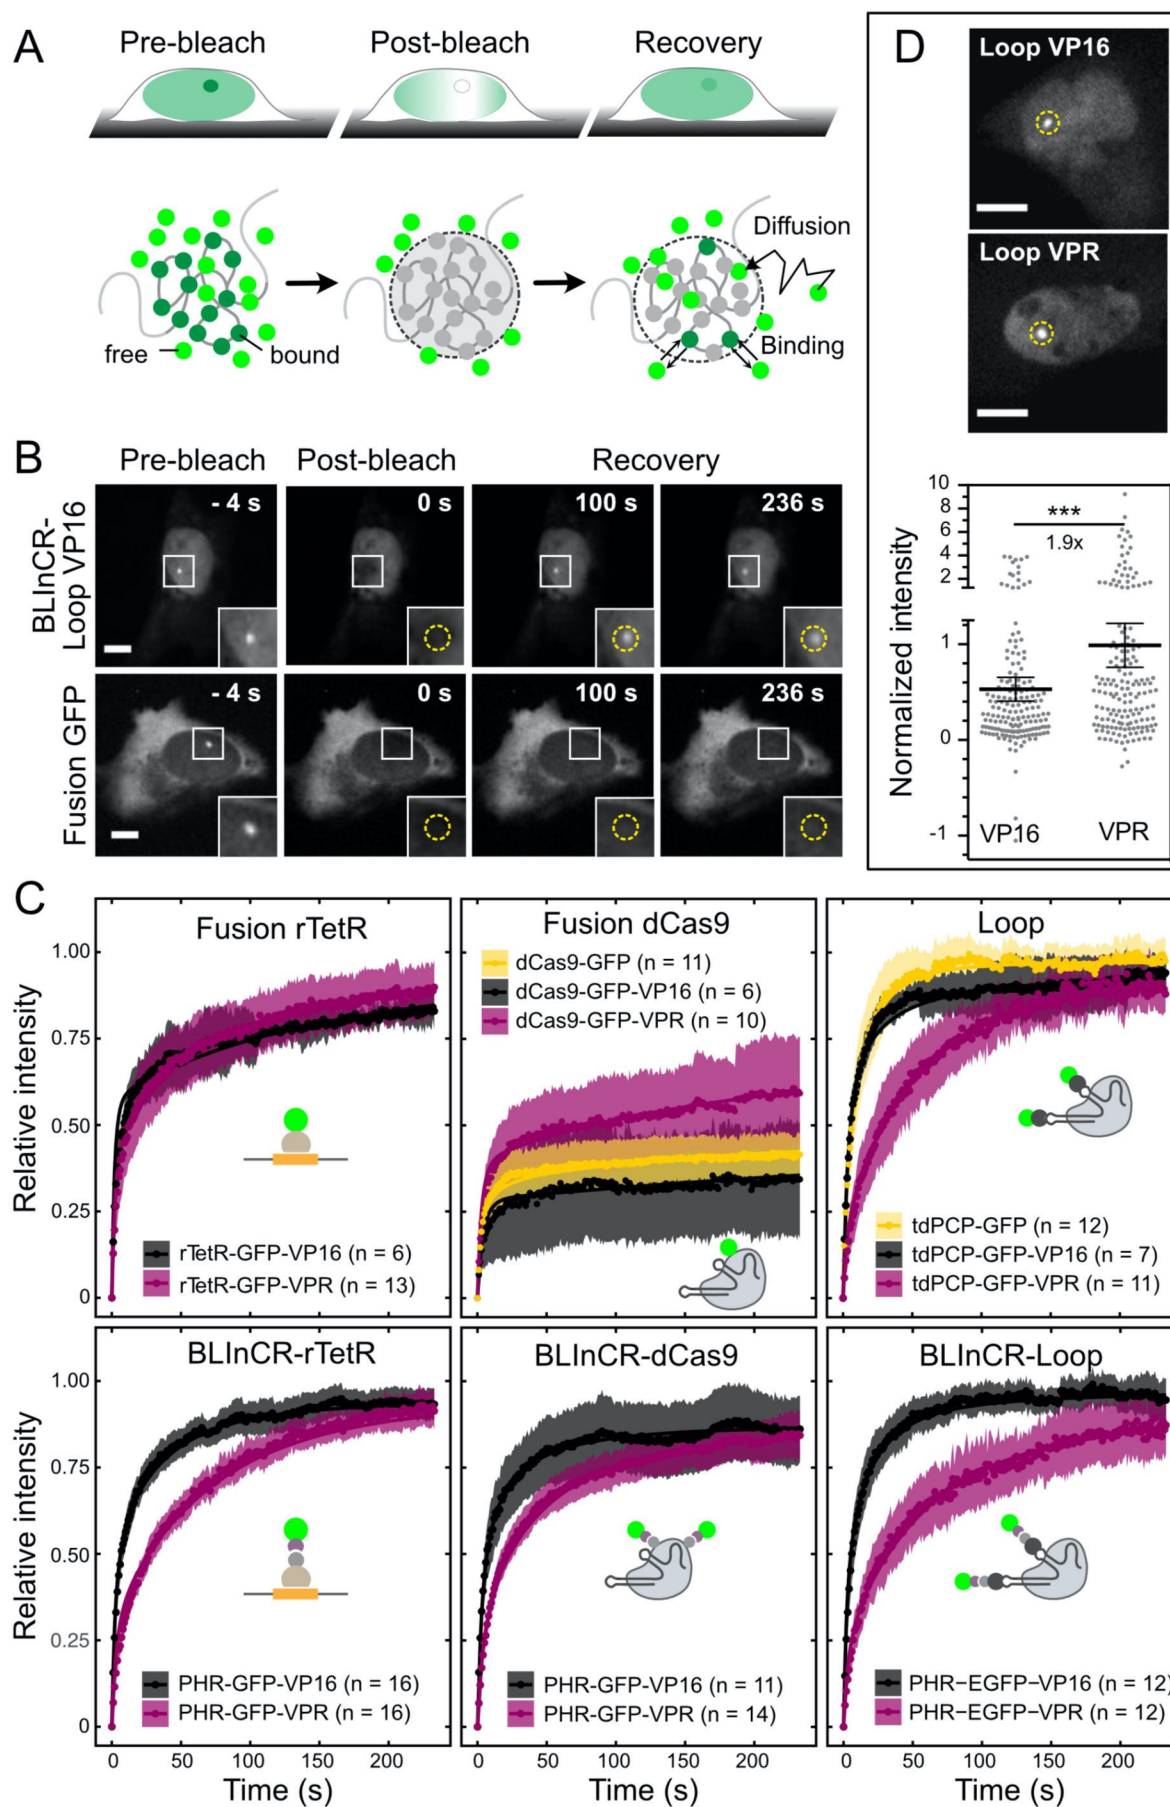 A
Pre-bleach
Post-bleach
Recovery
free
bound
Diffusion
Binding
B
Pre-bleach
Post-bleach
Recovery
BLInCR-
Loop VP16
- 4 s
0 s
100 s
236 s
Fusion GFP
- 4 s
0 s
100 s
236 s
D
Loop VP16
Loop VPR
Normalized intensity
10
8
6
4
2
1
0
-1
***
1.9x
VP16
VPR
C
Relative intensity
1.00
0.75
0.50
0.25
0
Fusion rTetR
rTetR-GFP-VP16 (n = 6)
rTetR-GFP-VPR (n = 13)
Fusion dCas9
dCas9-GFP (n = 11)
dCas9-GFP-VP16 (n = 6)
dCas9-GFP-VPR (n = 10)
Loop
tdPCP-GFP (n = 12)
tdPCP-GFP-VP16 (n = 7)
tdPCP-GFP-VPR (n = 11)
Relative intensity
1.00
0.75
0.50
0.25
0
BLInCR-rTetR
PHR-GFP-VP16 (n = 16)
PHR-GFP-VPR (n = 16)
0 50 100 150 200
Time (s)
BLInCR-dCas9
PHR-GFP-VP16 (n = 11)
PHR-GFP-VPR (n = 14)
0 50 100 150 200
Time (s)
BLInCR-Loop
PHR−EGFP−VP16 (n = 12)
PHR−EGFP−VPR (n = 12)
0 50 100 150 200
Time (s)